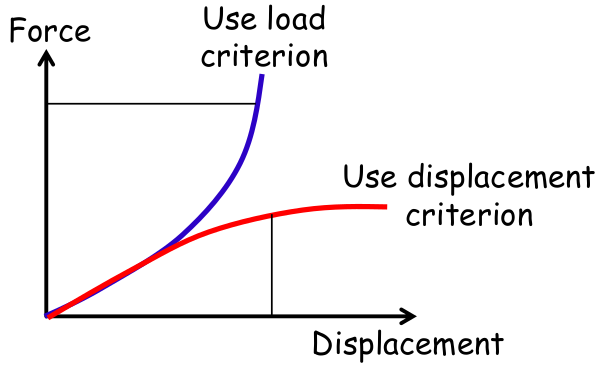 Force
Use load
criterion
Use displacement
criterion
Displacement